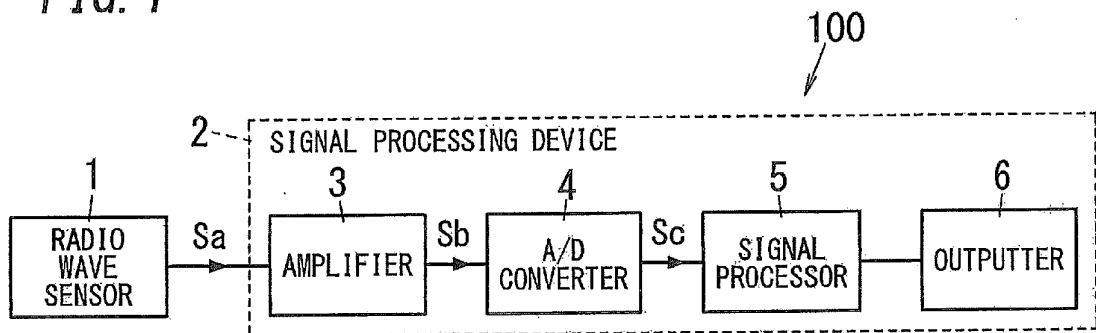 FIG. 1
100
2
SIGNAL PROCESSING DEVICE
1
3
4
5
6
RADIO
WAVE
SENSOR
Sa
AMPLIFIER
Sb
A/D
CONVERTER
Sc
SIGNAL
PROCESSOR
OUTPUTTER